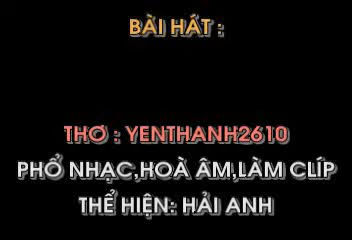 BÀI HÁT :
THƠ : YENTHANH2610
PHỔ NHẠC,HOÀ ÂM,LÀM CLÍP
THỂ HIỆN: HẢI ANH